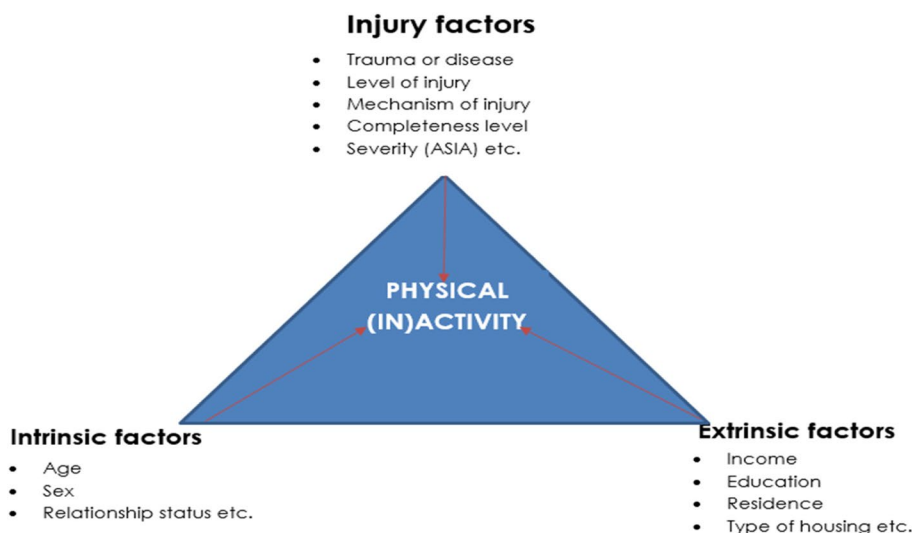 Injury factors
• Trauma or disease
• Level of injury
• Mechanism of injury
• Completeness level
• Severity (ASIA) etc.
PHYSICAL
(IN)ACTIVITY
Intrinsic factors
• Age
• Sex
• Relationship status etc.
Extrinsic factors
• Income
• Education
• Residence
• Type of housing etc.